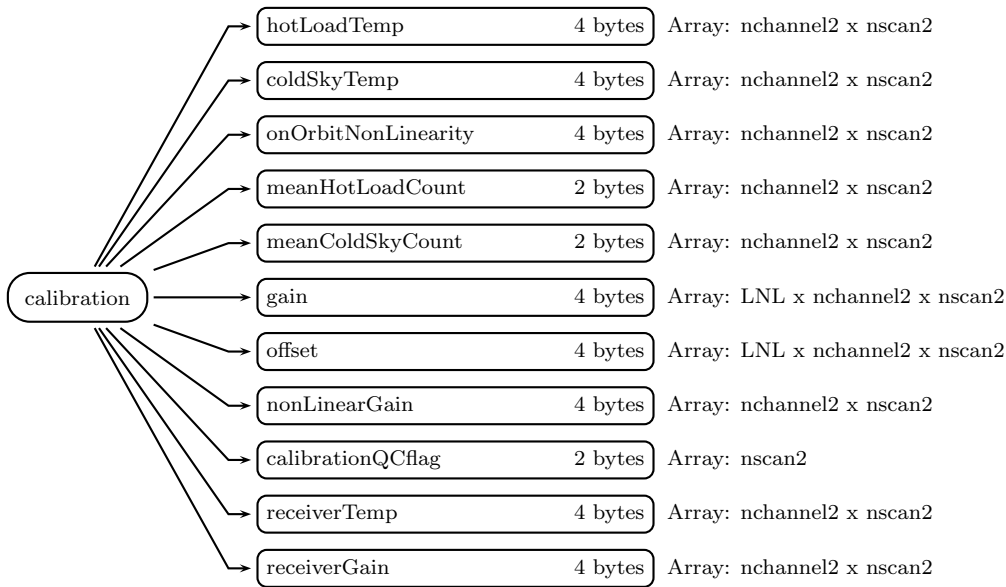 hotLoadTemp 4 bytes Array: nchannel2 x nscan2
coldSkyTemp 4 bytes Array: nchannel2 x nscan2
onOrbitNonLinearity 4 bytes Array: nchannel2 x nscan2
meanHotLoadCount 2 bytes Array: nchannel2 x nscan2
meanColdSkyCount 2 bytes Array: nchannel2 x nscan2
calibration gain 4 bytes Array: LNL x nchannel2 x nscan2
offset 4 bytes Array: LNL x nchannel2 x nscan2
nonLinearGain 4 bytes Array: nchannel2 x nscan2
calibrationQCflag 2 bytes Array: nscan2
receiverTemp 4 bytes Array: nchannel2 x nscan2
receiverGain 4 bytes Array: nchannel2 x nscan2